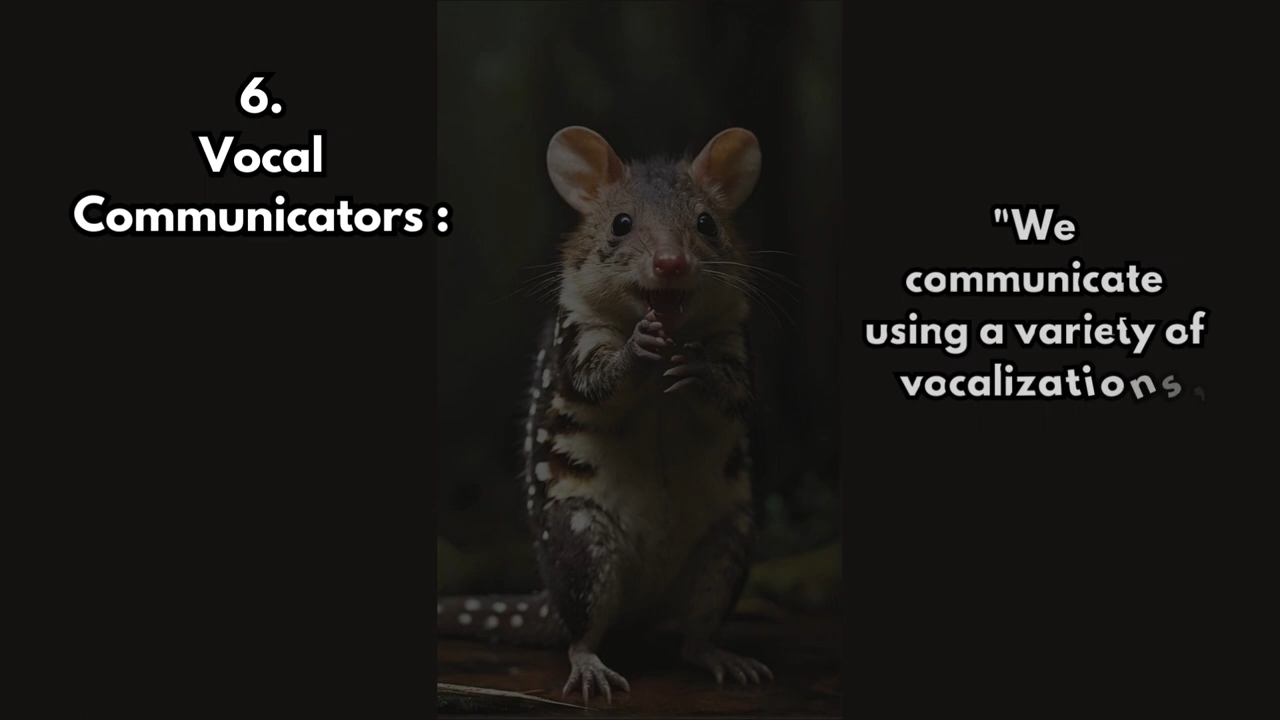 6.
Vocal
Communicators :
"We
communicate
using a variety of
vocalizations,